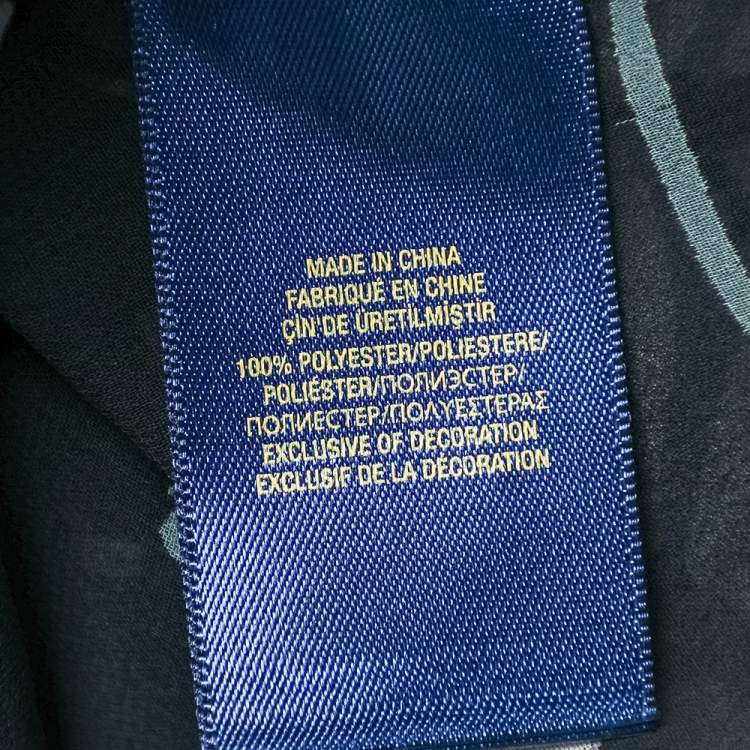 MADE IN CHINA
FABRIQUÉ EN CHINE
ÇİN'DE ÜRETİLMİŞTİR
100% POLYESTER/POLIESTERE/
POLIÉSTER/ПОЛИЭСТЕР/
ПОЛИЕСТЕР/ΠΟΛΥΕΣΤΕΡΑΣ
EXCLUSIVE OF DECORATION
EXCLUSIF DE LA DÉCORATION